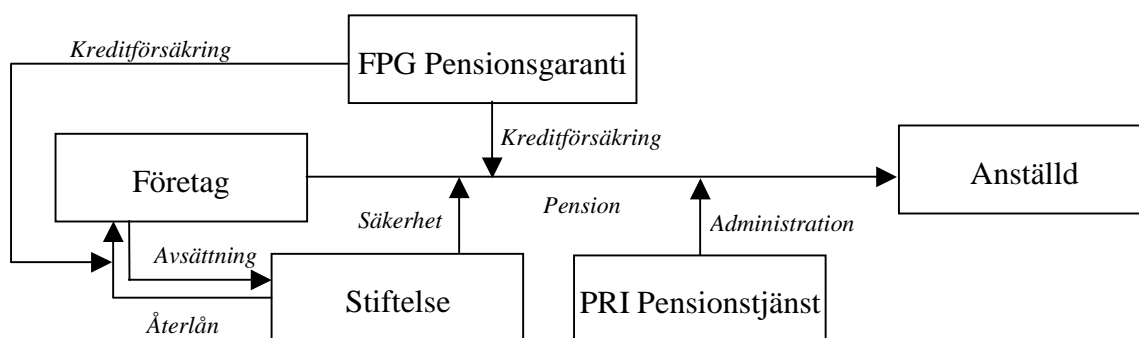 Kreditförsäkring
FPG Pensionsgaranti
Kreditförsäkring
Företag
Anställd
Säkerhet
Pension
Administration
Avsättning
Stiftelse
PRI Pensionstjänst
Återlån